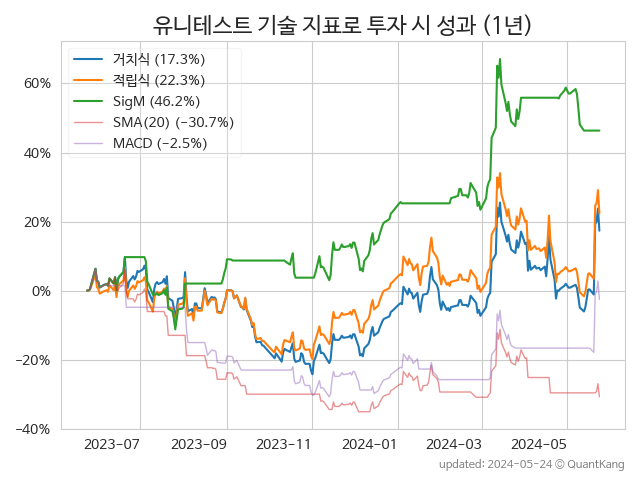 유니테스트 기술 지표로 투자 시 성과 (1년)
거치식 (17.3%)
적립식 (22.3%)
SigM (46.2%)
SMA(20) (−30.7%)
MACD (−2.5%)
60%
40%
20%
0%
−20%
−40%
2023−07 2023−09 2023−11 2024−01 2024−03 2024−05
updated: 2024−05−24 © QuantKang